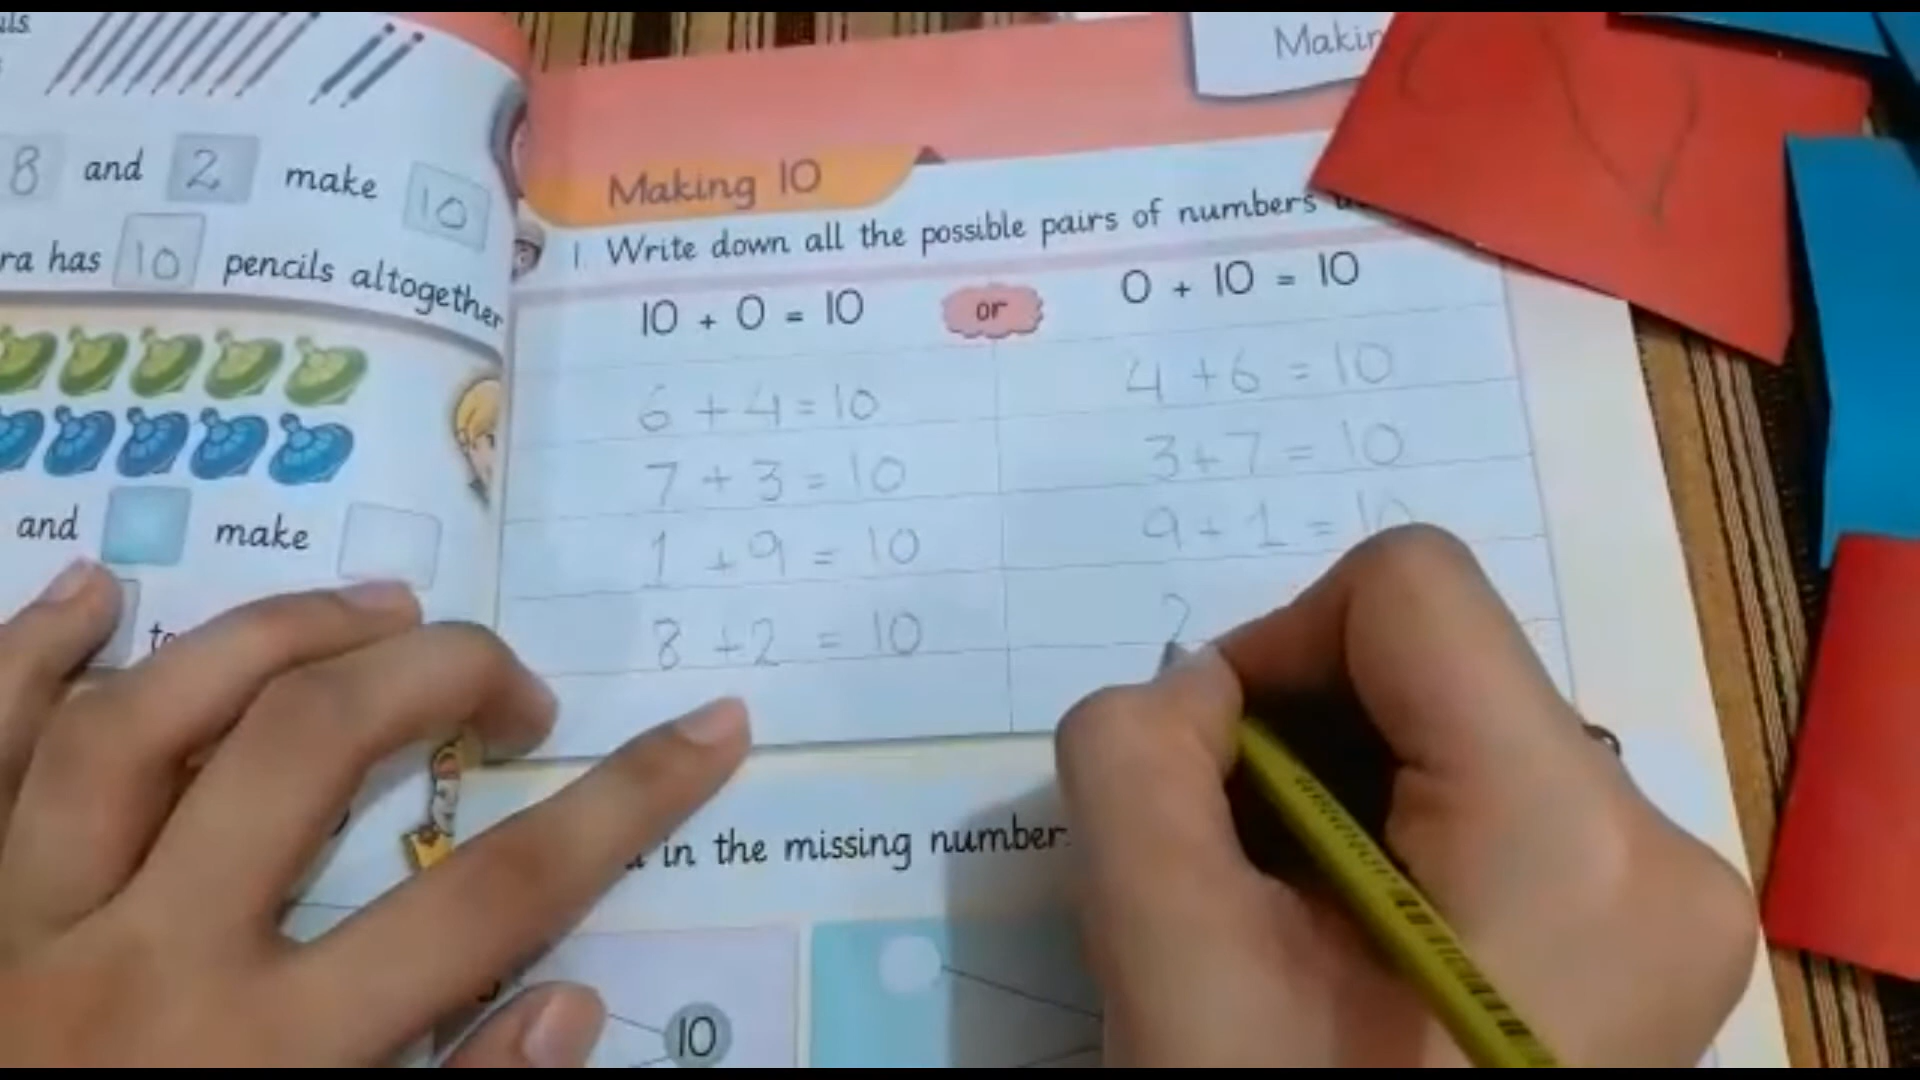 8 and 2 make 10
has 10 pencils altogether
and make
Making 10
1. Write down all the possible pairs of numbers
10 + 0 = 10 or 0 + 10 = 10
6 + 4 = 10 4 + 6 = 10
7 + 3 = 10 3 + 7 = 10
1 + 9 = 10 9 + 1 = 10
8 + 2 = 10 2
in the missing number.
10